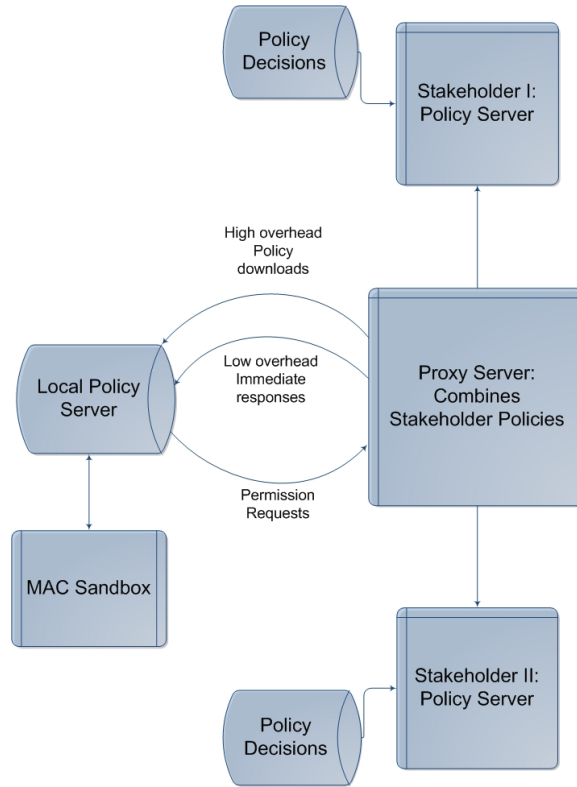 Policy
Decisions
Stakeholder I:
Policy Server
High overhead
Policy
downloads
Low overhead
Immediate
responses
Local Policy
Server
Proxy Server:
Combines
Stakeholder Policies
Permission
Requests
MAC Sandbox
Stakeholder II:
Policy Server
Policy
Decisions